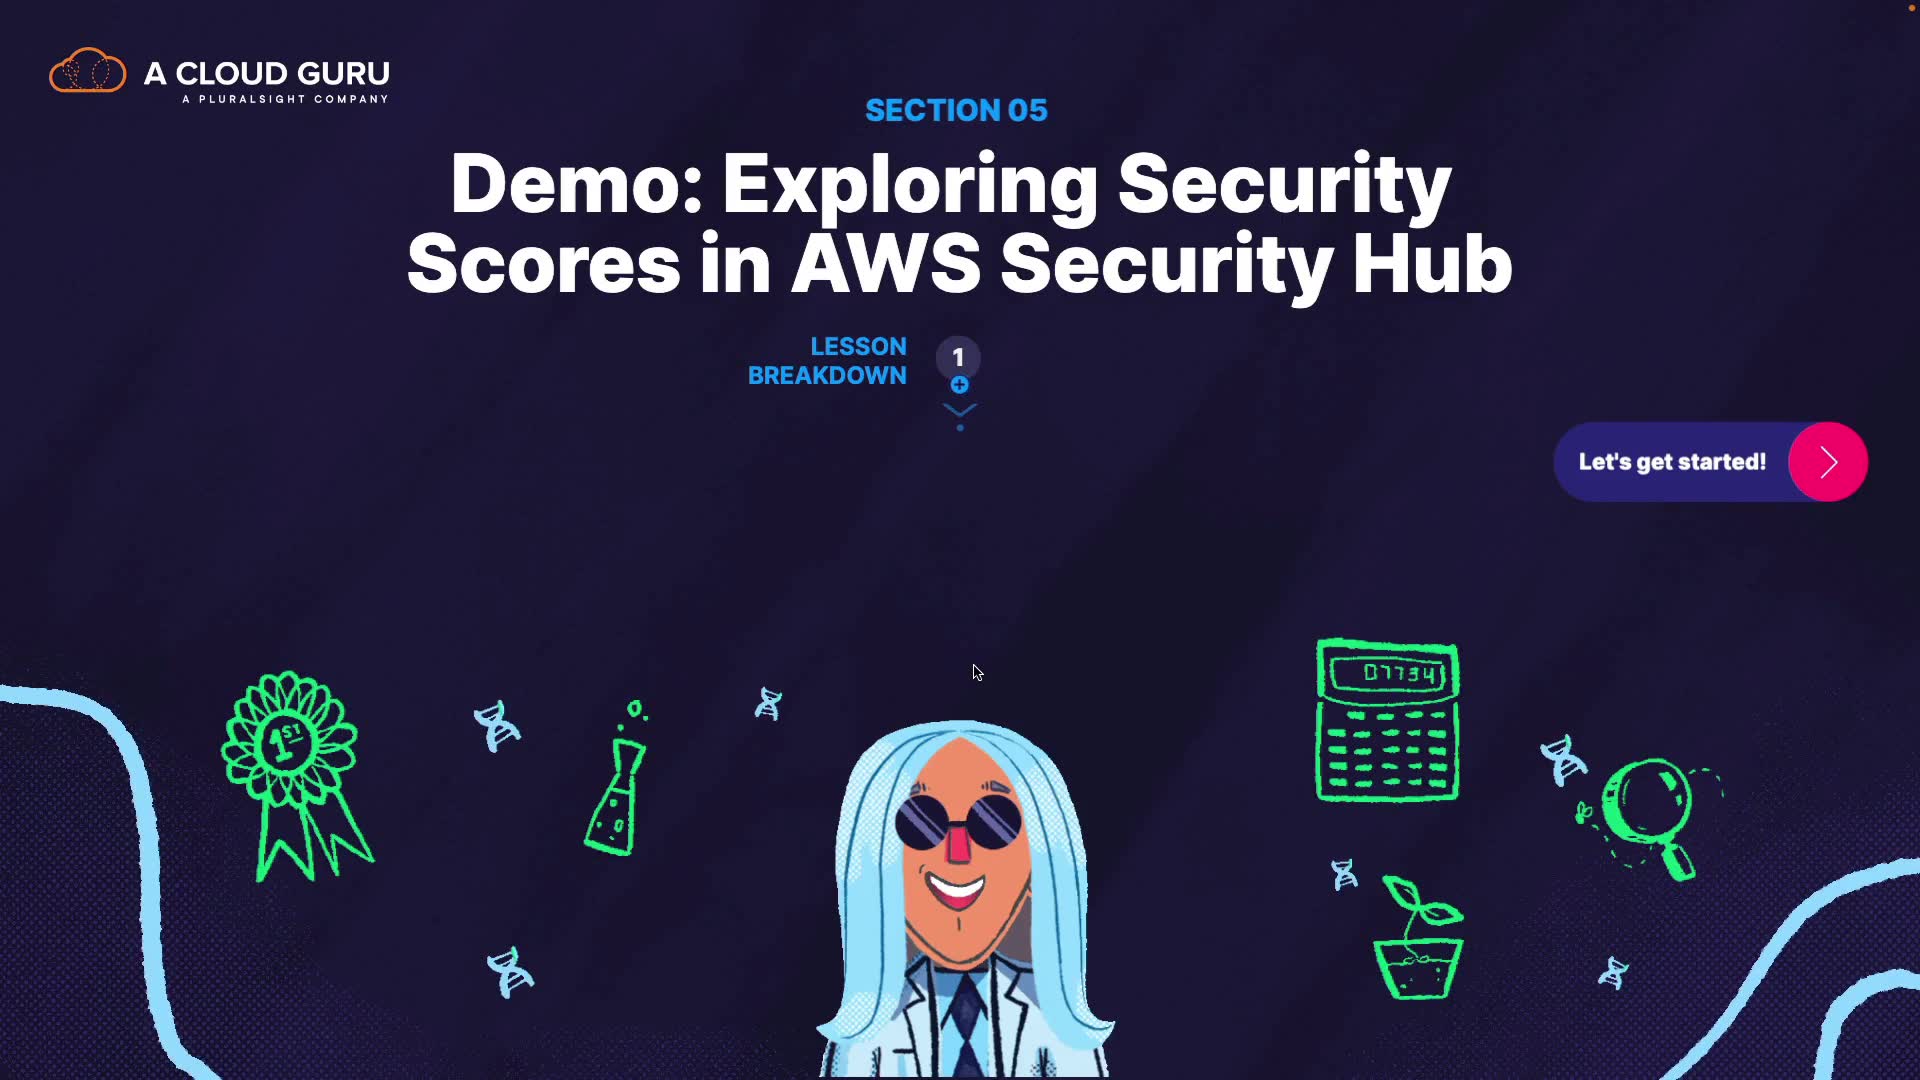 A CLOUD GURU
A PLURALSIGHT COMPANY
SECTION 05
Demo: Exploring Security
Scores in AWS Security Hub
LESSON
BREAKDOWN
1
Let's get started!
1ST
07734